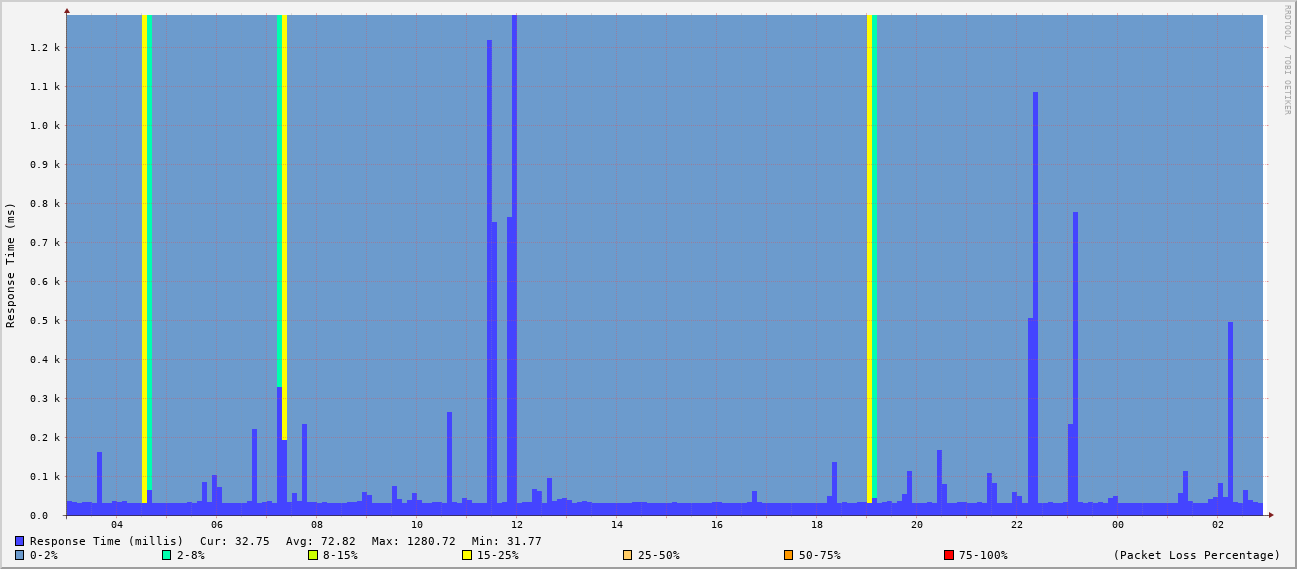 RRDTOOL / TOBI OETIKER
Response Time (ms)
1.2 k
1.1 k
1.0 k
0.9 k
0.8 k
0.7 k
0.6 k
0.5 k
0.4 k
0.3 k
0.2 k
0.1 k
0.0
04 06 08 10 12 14 16 18 20 22 00 02
Response Time (millis) Cur: 32.75 Avg: 72.82 Max: 1280.72 Min: 31.77
0-2% 2-8% 8-15% 15-25% 25-50% 50-75% 75-100% (Packet Loss Percentage)